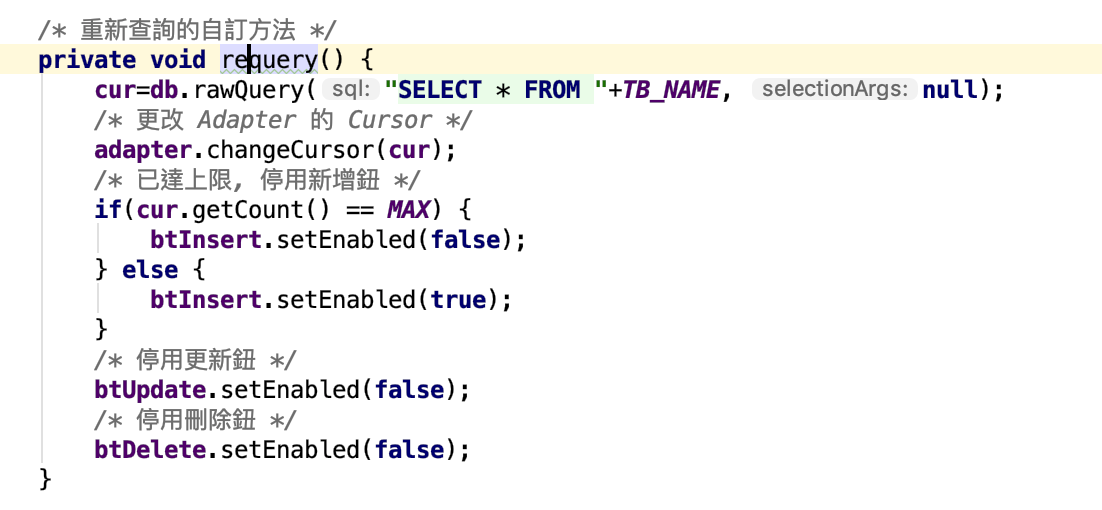 /* 重新查詢的自訂方法 */
private void requery() {
cur=db.rawQuery( sql: "SELECT * FROM "+TB_NAME, selectionArgs: null);
/* 更改 Adapter 的 Cursor */
adapter.changeCursor(cur);
/* 已達上限, 停用新增鈕 */
if(cur.getCount() == MAX) {
btInsert.setEnabled(false);
} else {
btInsert.setEnabled(true);
}
/* 停用更新鈕 */
btUpdate.setEnabled(false);
/* 停用刪除鈕 */
btDelete.setEnabled(false);
}